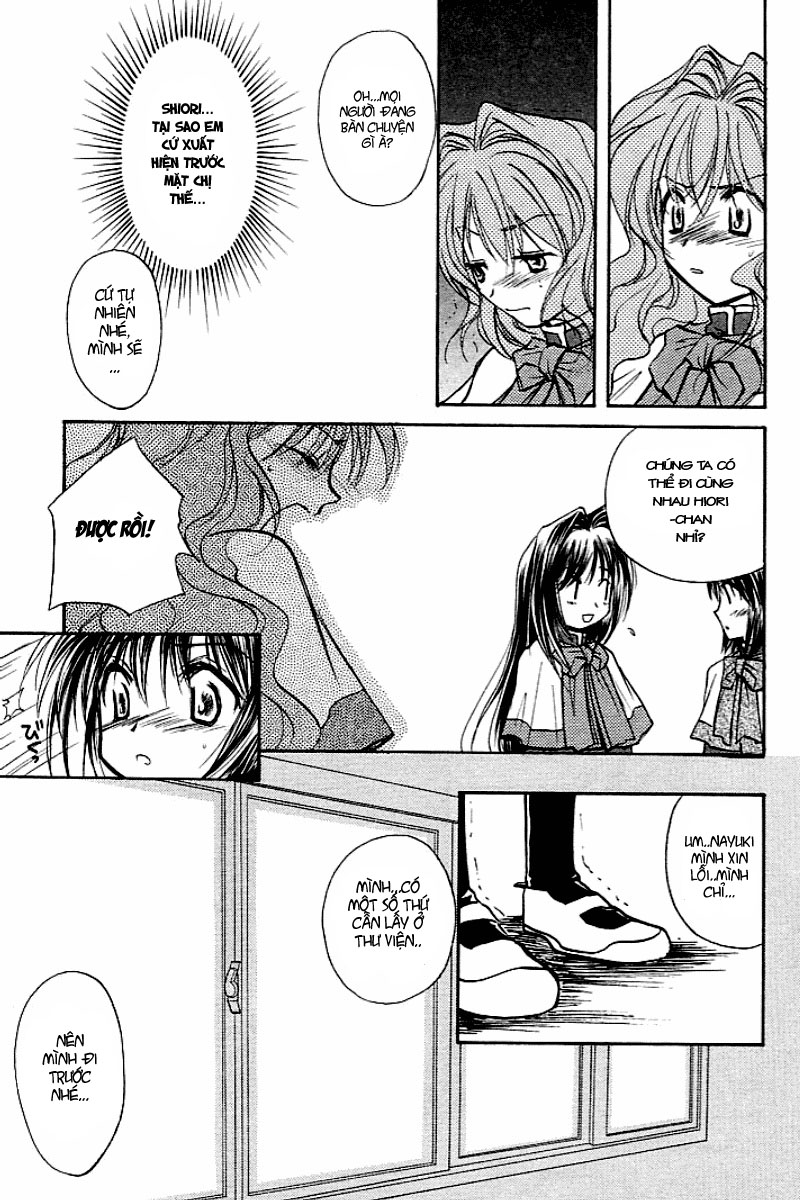 OH...MỌI
NGƯỜI ĐANG
BÀN CHUYỆN
GÌ À?
SHIORI...
TẠI SAO EM
CỨ XUẤT
HIỆN TRƯỚC
MẶT CHỊ
THẾ...
CỨ TỰ
NHIÊN
NHÉ,
MÌNH SẼ
...
CHÚNG TA CÓ
THỂ ĐI CÙNG
NHAU HIORI
-CHAN
NHỈ?
ĐƯỢC RỒI!
びくっ
UM..NAYUKI
MÌNH XIN
LỖI..MÌNH
CHỈ...
MÌNH...CÓ
MỘT SỐ THỨ
CẦN LẤY Ở
THƯ VIỆN..
NÊN
MÌNH ĐI
TRƯỚC
NHÉ...